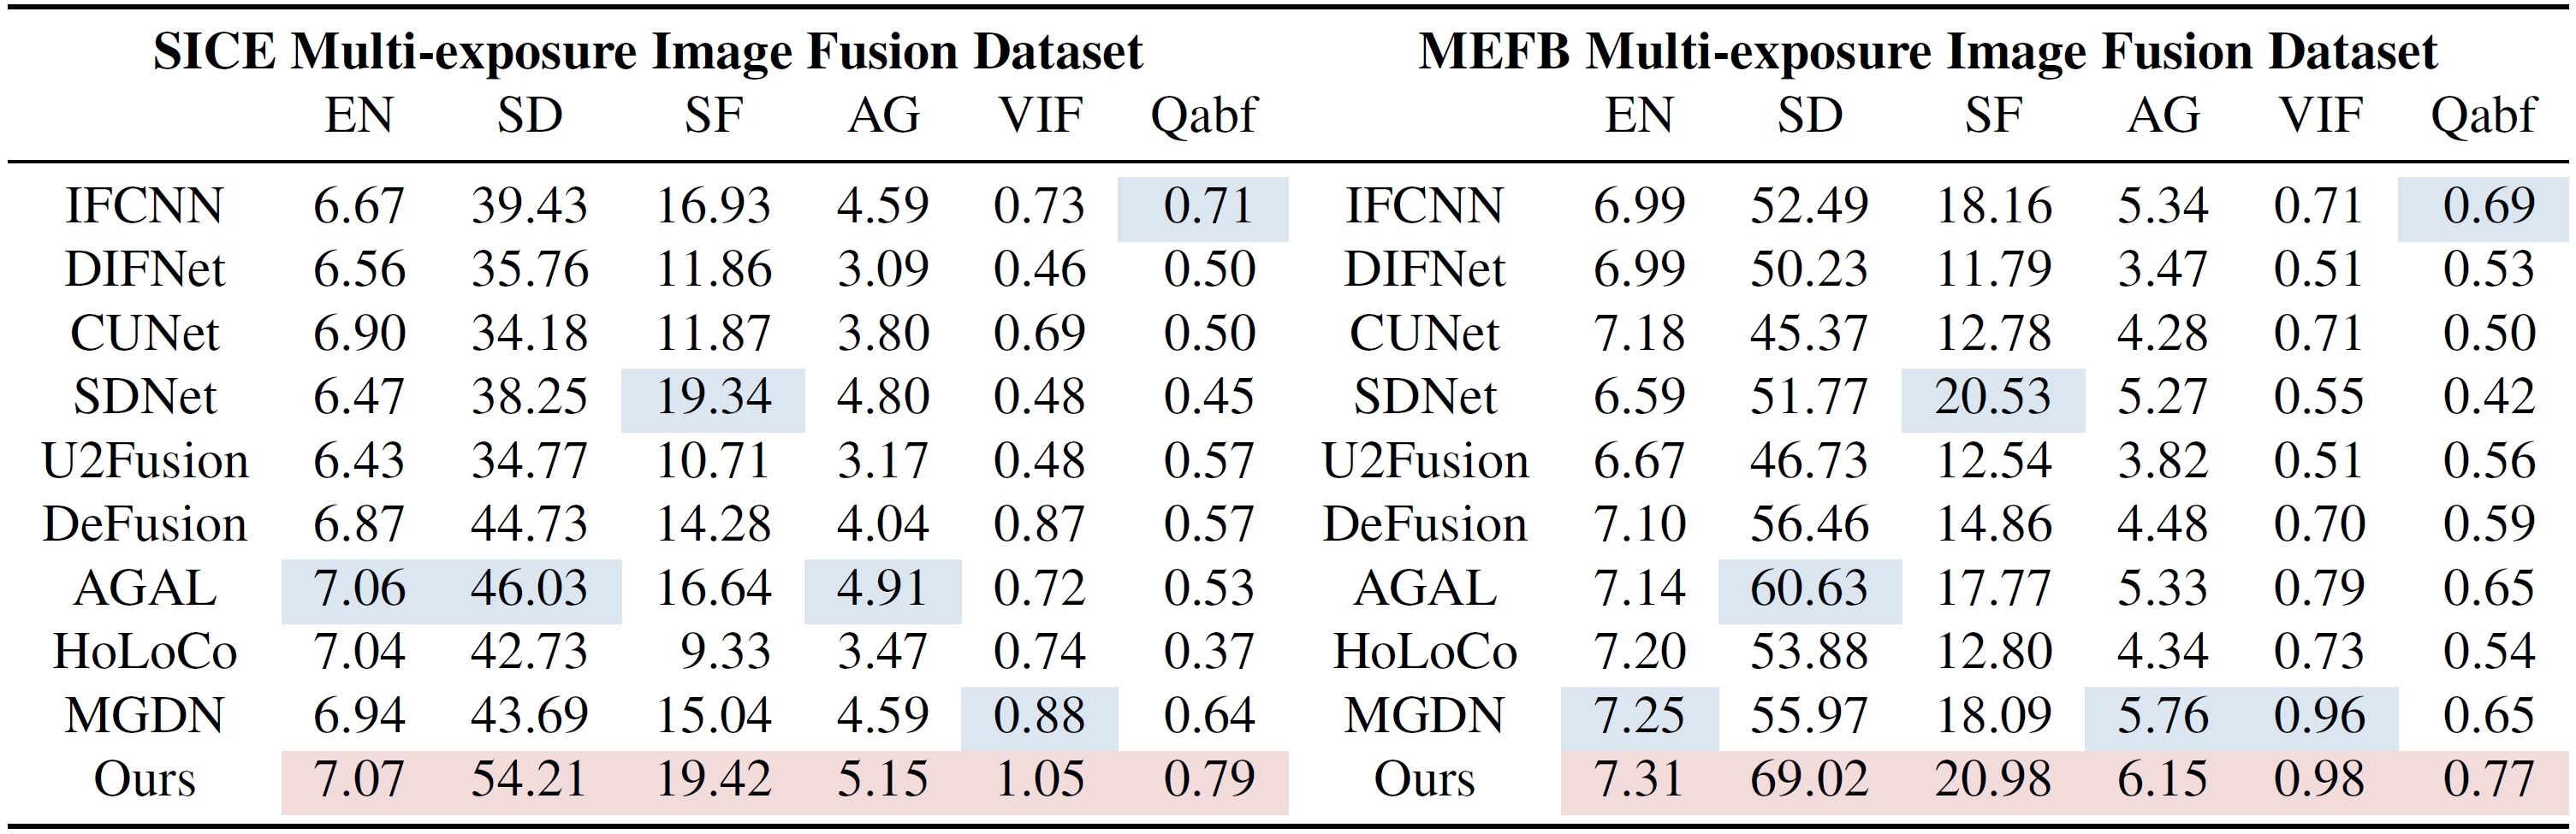 SICE Multi-exposure Image Fusion Dataset MEFB Multi-exposure Image Fusion Dataset
EN SD SF AG VIF Qabf EN SD SF AG VIF Qabf
IFCNN 6.67 39.43 16.93 4.59 0.73 0.71 IFCNN 6.99 52.49 18.16 5.34 0.71 0.69
DIFNet 6.56 35.76 11.86 3.09 0.46 0.50 DIFNet 6.99 50.23 11.79 3.47 0.51 0.53
CUNet 6.90 34.18 11.87 3.80 0.69 0.50 CUNet 7.18 45.37 12.78 4.28 0.71 0.50
SDNet 6.47 38.25 19.34 4.80 0.48 0.45 SDNet 6.59 51.77 20.53 5.27 0.55 0.42
U2Fusion 6.43 34.77 10.71 3.17 0.48 0.57 U2Fusion 6.67 46.73 12.54 3.82 0.51 0.56
DeFusion 6.87 44.73 14.28 4.04 0.87 0.57 DeFusion 7.10 56.46 14.86 4.48 0.70 0.59
AGAL 7.06 46.03 16.64 4.91 0.72 0.53 AGAL 7.14 60.63 17.77 5.33 0.79 0.65
HoLoCo 7.04 42.73 9.33 3.47 0.74 0.37 HoLoCo 7.20 53.88 12.80 4.34 0.73 0.54
MGDN 6.94 43.69 15.04 4.59 0.88 0.64 MGDN 7.25 55.97 18.09 5.76 0.96 0.65
Ours 7.07 54.21 19.42 5.15 1.05 0.79 Ours 7.31 69.02 20.98 6.15 0.98 0.77